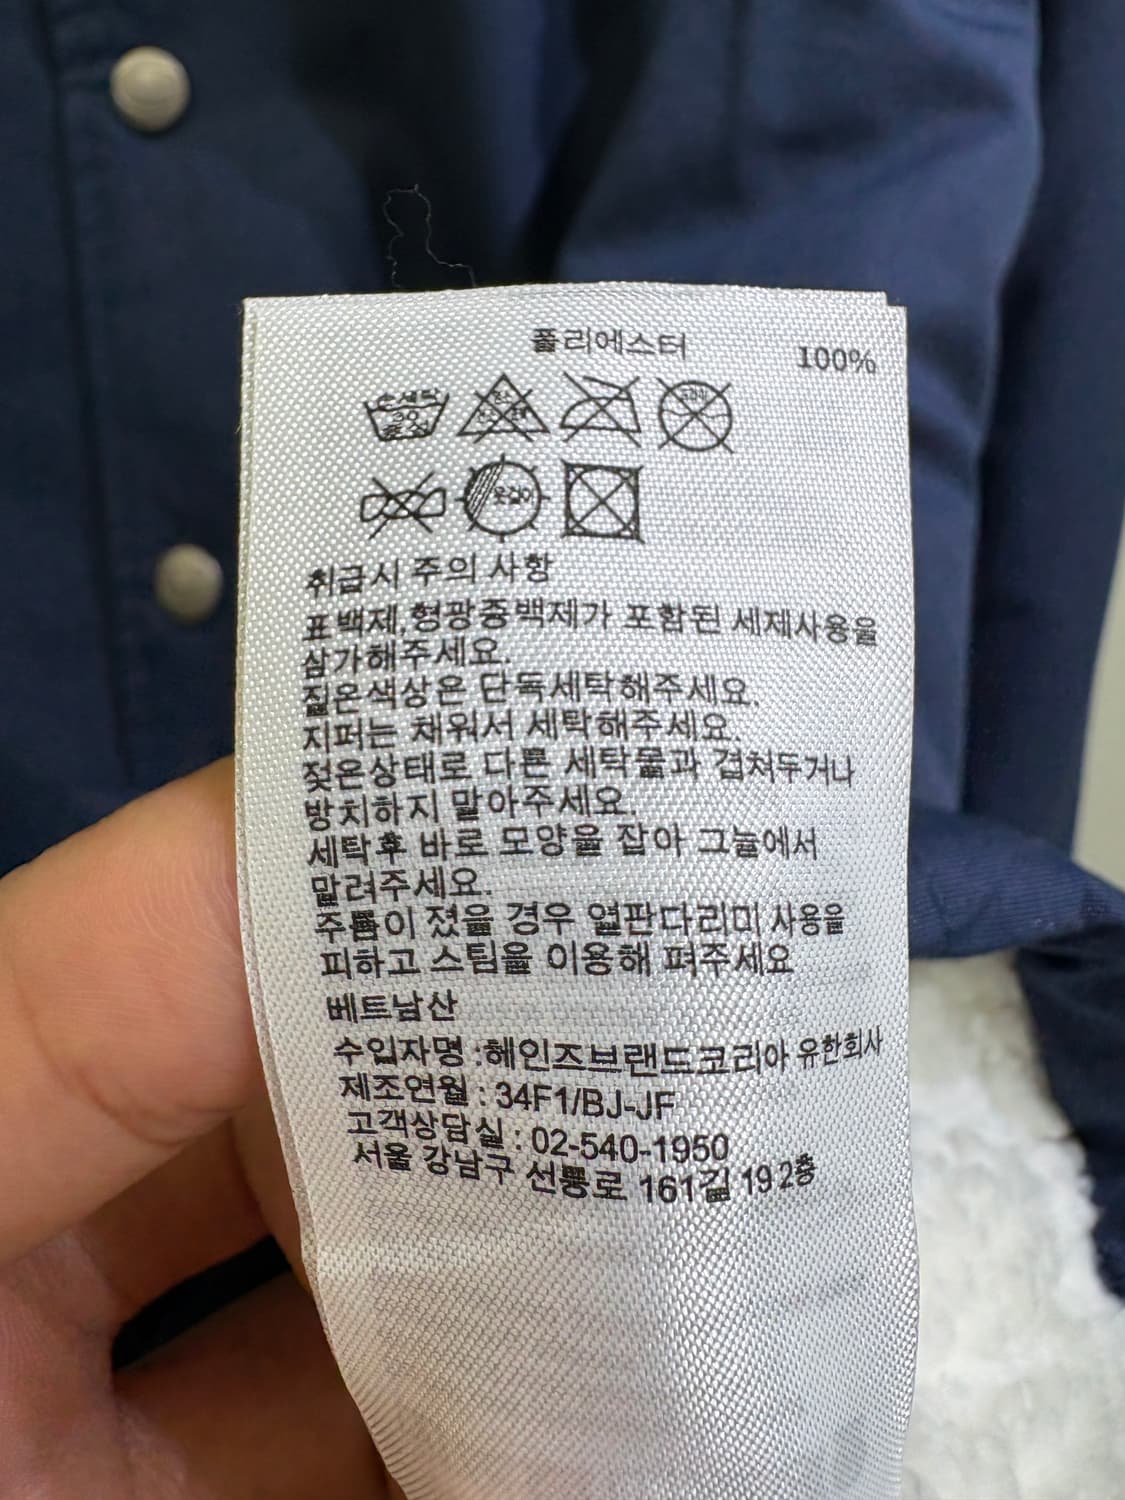 폴리에스터 100%
손세탁
30
중성
옷걸이
취급시 주의 사항
표백제,형광증백제가 포함된 세제사용을
삼가해주세요.
짙은색상은 단독세탁해주세요.
지퍼는 채워서 세탁해주세요.
젖은상태로 다른 세탁물과 겹쳐두거나
방치하지 말아주세요.
세탁후 바로 모양을 잡아 그늘에서
말려주세요.
주름이 졌을 경우 열판다리미 사용을
피하고 스팀을 이용해 펴주세요
베트남산
수입자명 :헤인즈브랜드코리아 유한회사
제조연월 : 34F1/BJ-JF
고객상담실 : 02-540-1950
서울 강남구 선릉로 161길 19 2층